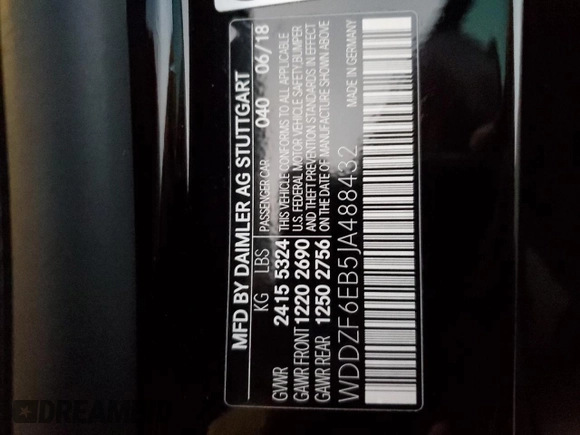 MFD BY DAIMLER AG STUTTGART
KG LBS PASSENGER CAR 040 06/18
GVWR 2415 5324 THIS VEHICLE CONFORMS TO ALL APPLICABLE
U.S. FEDERAL MOTOR VEHICLE SAFETY, BUMPER
GAWR FRONT 1220 2690 AND THEFT PREVENTION STANDARDS IN EFFECT
GAWR REAR 1250 2756 ON THE DATE OF MANUFACTURE SHOWN ABOVE
WDDZF6EB5JA488432 MADE IN GERMANY